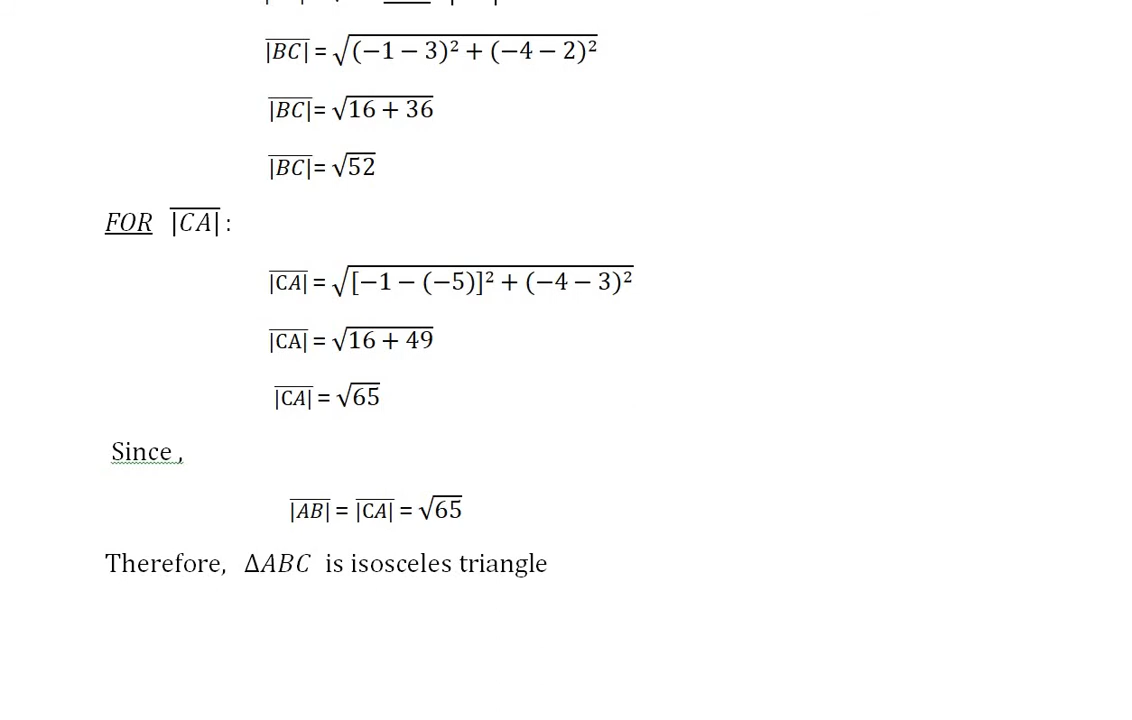 |BC| = √(−1 − 3)² + (−4 − 2)²
|BC|= √16 + 36
|BC|= √52
FOR |CA| :
|CA| = √[−1 − (−5)]² + (−4 − 3)²
|CA| = √16 + 49
|CA| = √65
Since ,
|AB| = |CA| = √65
Therefore, ΔABC is isosceles triangle